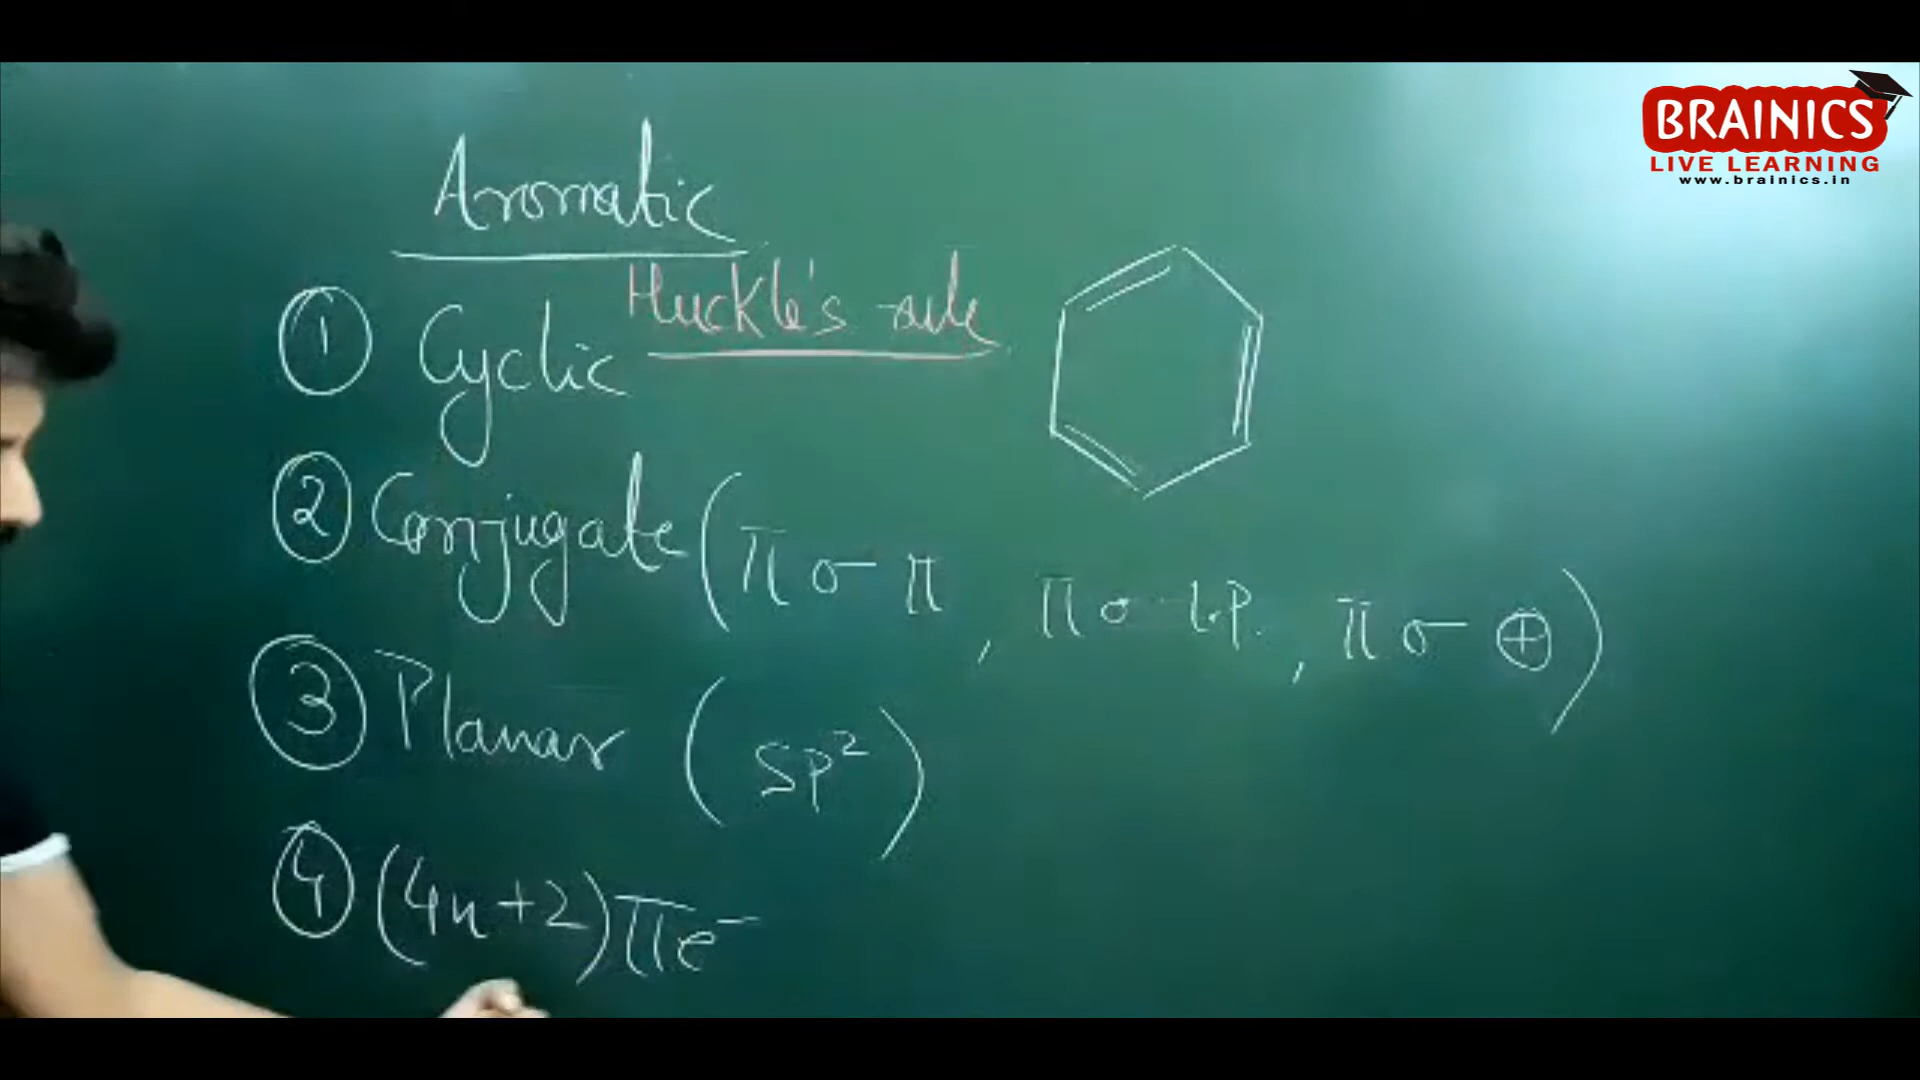 BRAINICS
LIVE LEARNING
www.brainics.in
Aromatic
Huckle's rule
① Cyclic
② Conjugate (π σ π, π σ l.p., π σ ⊕)
③ Planar (sp²)
④ (4n+2)πe⁻